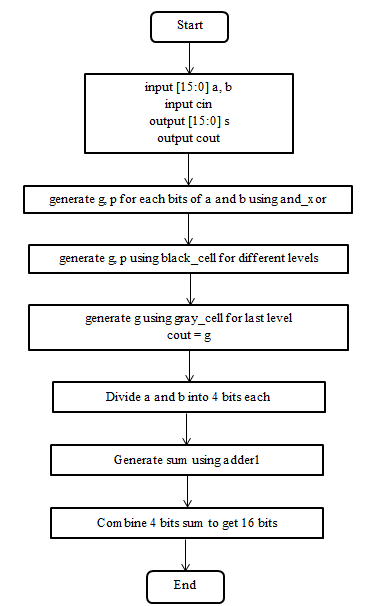 Start
input [15:0] a, b
input cin
output [15:0] s
output cout
generate g, p for each bits of a and b using and_xor
generate g, p using black_cell for different levels
generate g using gray_cell for last level
cout = g
Divide a and b into 4 bits each
Generate sum using adder1
Combine 4 bits sum to get 16 bits
End